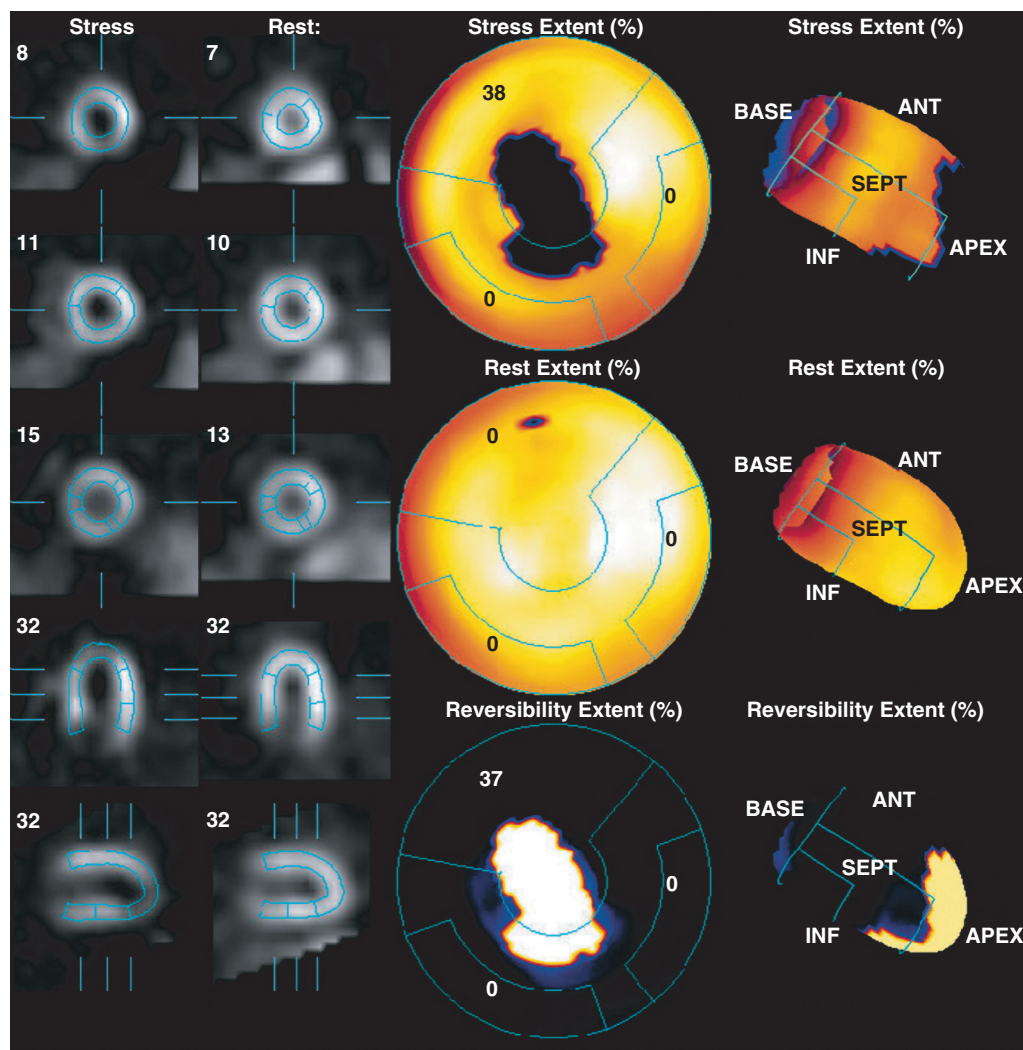 Stress Rest: Stress Extent (%) Stress Extent (%)
8 7
38
BASE ANT
SEPT
0
INF APEX
11 10
0
Rest Extent (%) Rest Extent (%)
15 13
0
BASE ANT
SEPT
0
INF APEX
32 32
0
Reversibility Extent (%) Reversibility Extent (%)
37
BASE ANT
32 32
SEPT
0
INF APEX
0